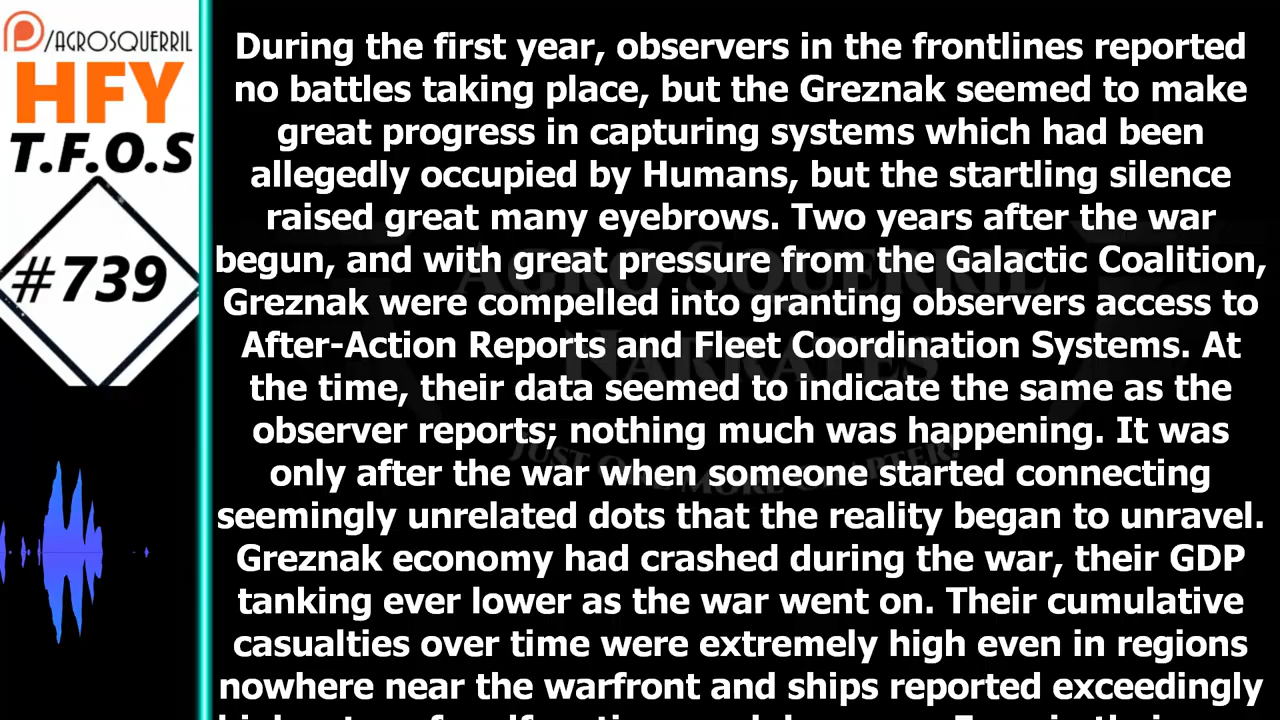 /AGROSQUERRIL
HFY
T.F.O.S
#739
During the first year, observers in the frontlines reported
no battles taking place, but the Greznak seemed to make
great progress in capturing systems which had been
allegedly occupied by Humans, but the startling silence
raised great many eyebrows. Two years after the war
begun, and with great pressure from the Galactic Coalition,
Greznak were compelled into granting observers access to
After-Action Reports and Fleet Coordination Systems. At
the time, their data seemed to indicate the same as the
observer reports; nothing much was happening. It was
only after the war when someone started connecting
seemingly unrelated dots that the reality began to unravel.
Greznak economy had crashed during the war, their GDP
tanking ever lower as the war went on. Their cumulative
casualties over time were extremely high even in regions
nowhere near the warfront and ships reported exceedingly
AGRO SQUERRIL
NARRATES
JUST ONE MORE CHAPTER!